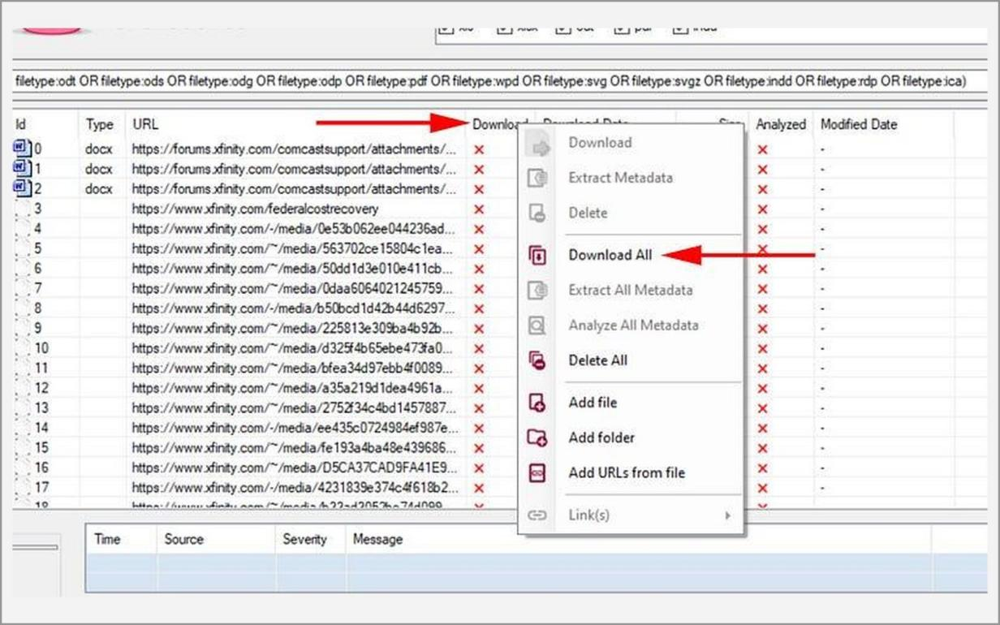 xls xlsx odt pdf indd
filetype:odt OR filetype:ods OR filetype:odg OR filetype:odp OR filetype:pdf OR filetype:wpd OR filetype:svg OR filetype:svgz OR filetype:indd OR filetype:rdp OR filetype:ica)
Id Type URL Download Download Date Size Analyzed Modified Date
0 docx https://forums.xfinity.com/comcastsupport/attachments/... -
1 docx https://forums.xfinity.com/comcastsupport/attachments/... -
2 docx https://forums.xfinity.com/comcastsupport/attachments/... -
3 https://www.xfinity.com/federalcostrecovery -
4 https://www.xfinity.com/-/media/0e53b062ee044236ad... -
5 https://www.xfinity.com/~/media/563702ce15804c1ea... -
6 https://www.xfinity.com/~/media/50dd1d3e010e411cb... -
7 https://www.xfinity.com/~/media/0daa6064021245759... -
8 https://www.xfinity.com/-/media/b50bcd1d42b44d6297... -
9 https://www.xfinity.com/~/media/225813e309ba4b92b... -
10 https://www.xfinity.com/~/media/d325f4b65ebe473fa0... -
11 https://www.xfinity.com/~/media/bfea34d97ebb4f0089... -
12 https://www.xfinity.com/~/media/a35a219d1dea4961a... -
13 https://www.xfinity.com/~/media/2752f34c4bd1457887... -
14 https://www.xfinity.com/-/media/ee435c0724984ef987e... -
15 https://www.xfinity.com/~/media/fe193a4ba48e439686... -
16 https://www.xfinity.com/~/media/D5CA37CAD9FA41E9... -
17 https://www.xfinity.com/-/media/4231839e374c4f618b2... -
18
Download
Extract Metadata
Delete
Download All
Extract All Metadata
Analyze All Metadata
Delete All
Add file
Add folder
Add URLs from file
Link(s)
Time Source Severity Message